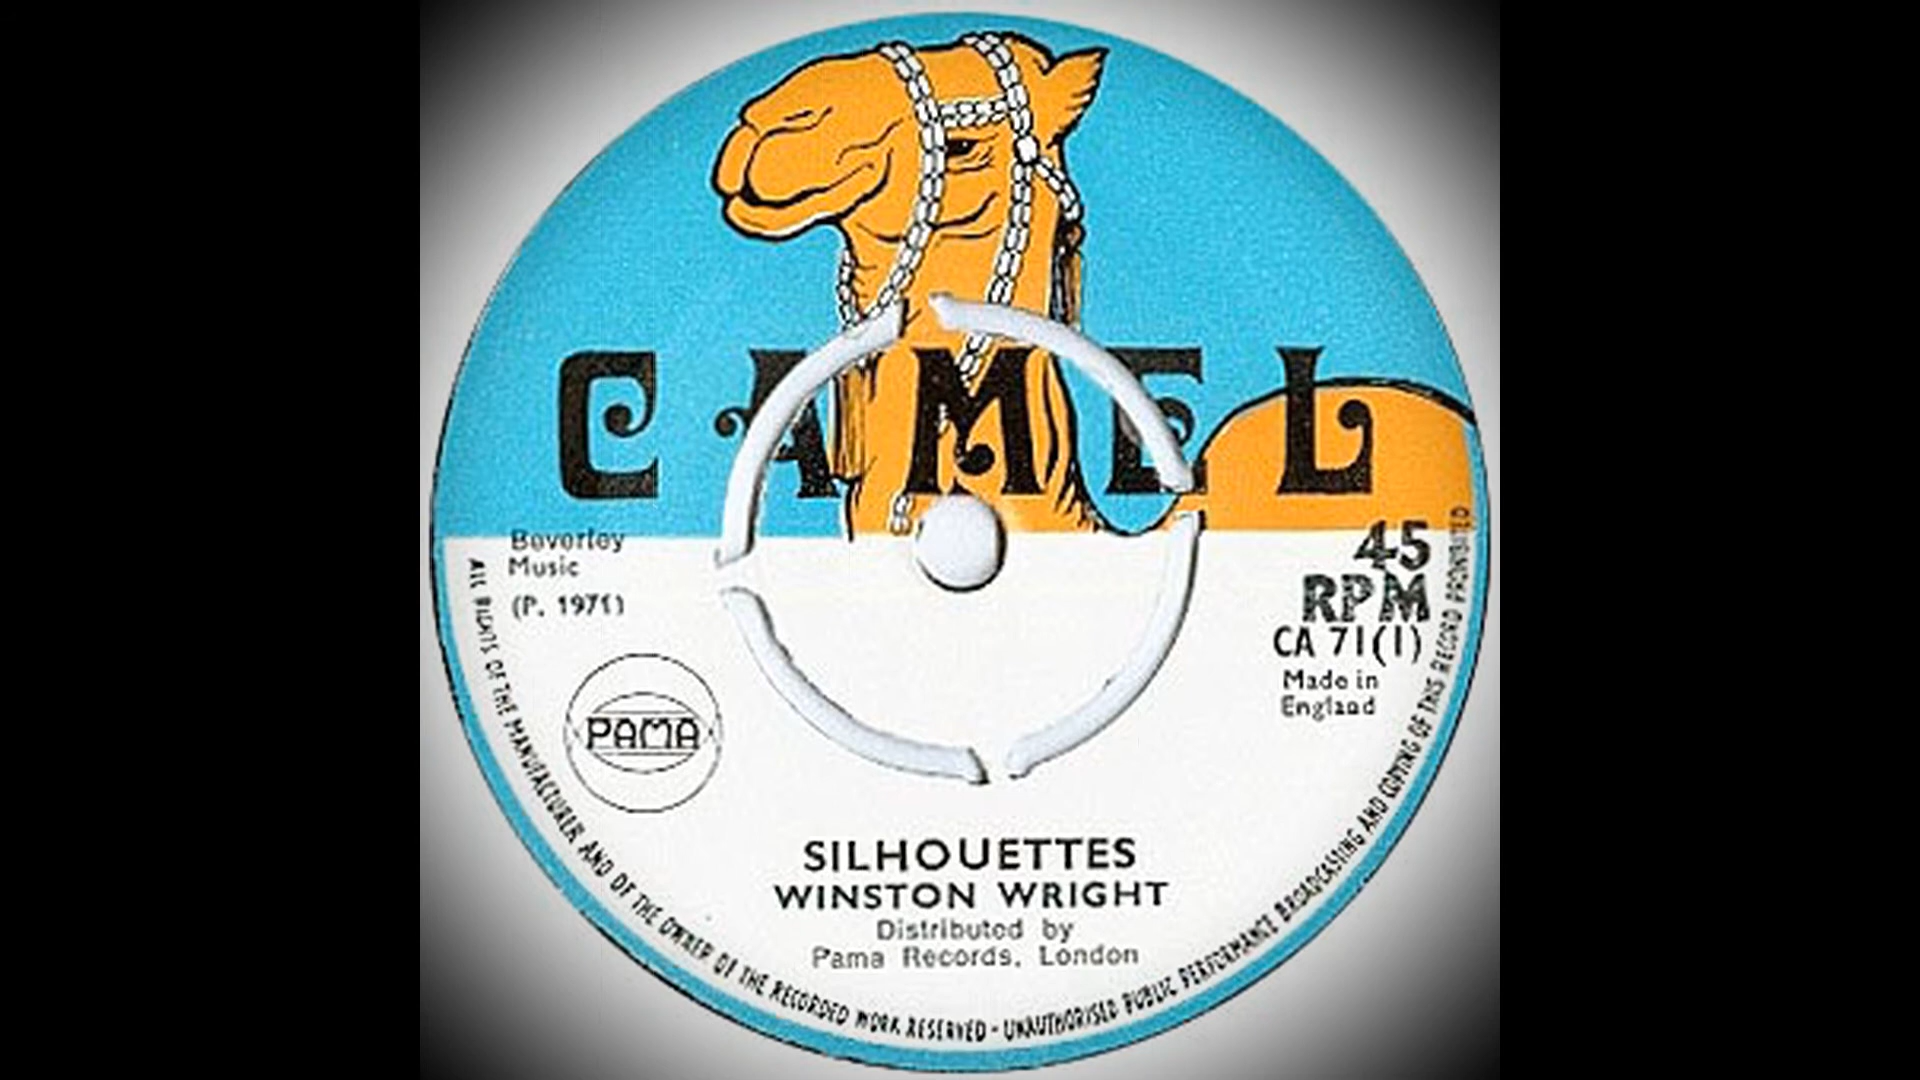 CAMEL
Beverley
Music
(P. 1971)
45
RPM
CA 71(1)
Made in
England
PAMA
SILHOUETTES
WINSTON WRIGHT
Distributed by
Pama Records, London
ALL RIGHTS OF THE MANUFACTURER AND OF THE OWNER OF THE RECORDED WORK RESERVED - UNAUTHORISED PUBLIC PERFORMANCE BROADCASTING AND COPYING OF THIS RECORD PROHIBITED